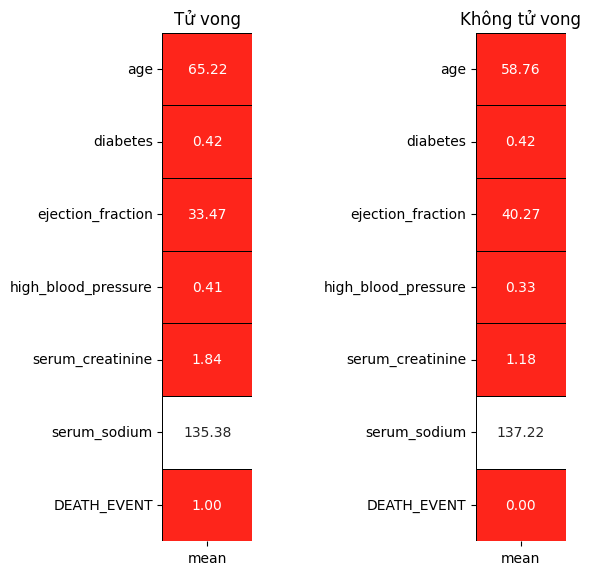 Tử vong
age 65.22
diabetes 0.42
ejection_fraction 33.47
high_blood_pressure 0.41
serum_creatinine 1.84
serum_sodium 135.38
DEATH_EVENT 1.00
mean
Không tử vong
age 58.76
diabetes 0.42
ejection_fraction 40.27
high_blood_pressure 0.33
serum_creatinine 1.18
serum_sodium 137.22
DEATH_EVENT 0.00
mean